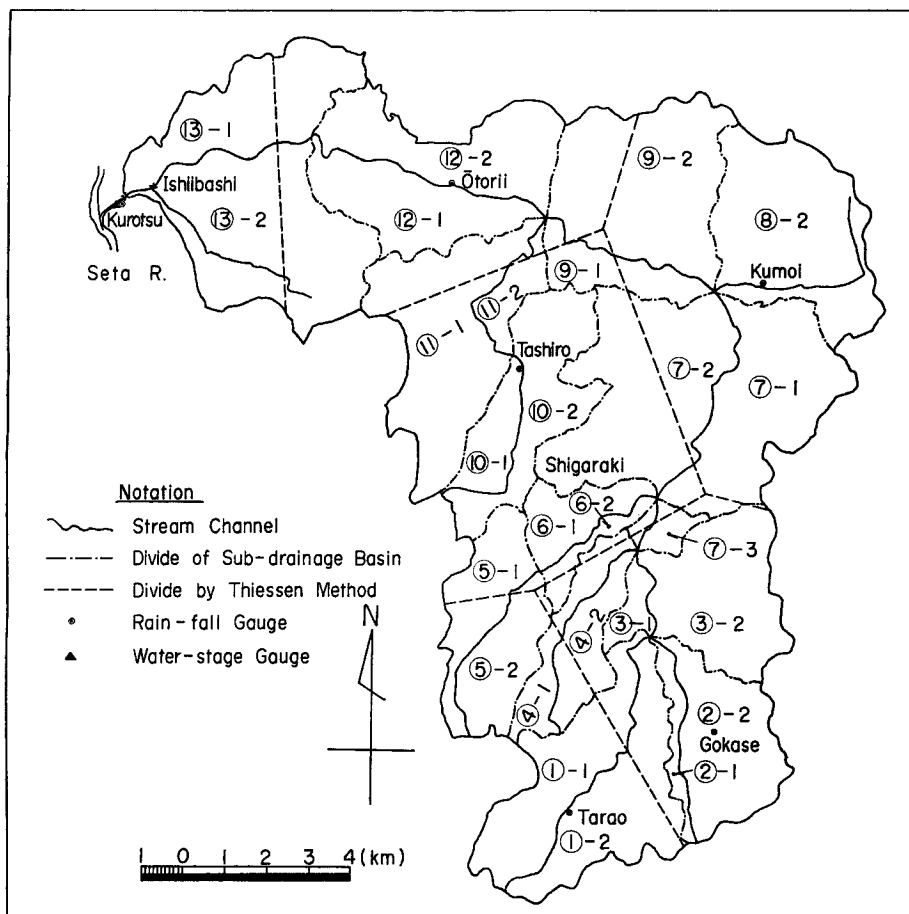 ⑬-1
⑫-2
Ōtorii
⑨-2
Ishiibashi
Kurotsu
⑬-2
⑫-1
⑧-2
Seta R.
⑨-1
Kumoi
⑪-2
⑪-1
Tashiro
⑦-2
⑦-1
⑩-2
⑩-1
Shigaraki
⑥-2
⑥-1
⑦-3
⑤-1
Notation
Stream Channel
Divide of Sub-drainage Basin
Divide by Thiessen Method
Rain-fall Gauge
Water-stage Gauge
N
④-2
③-1
③-2
⑤-2
④-1
②-2
Gokase
②-1
①-1
Tarao
①-2
1 0 1 2 3 4 (km)